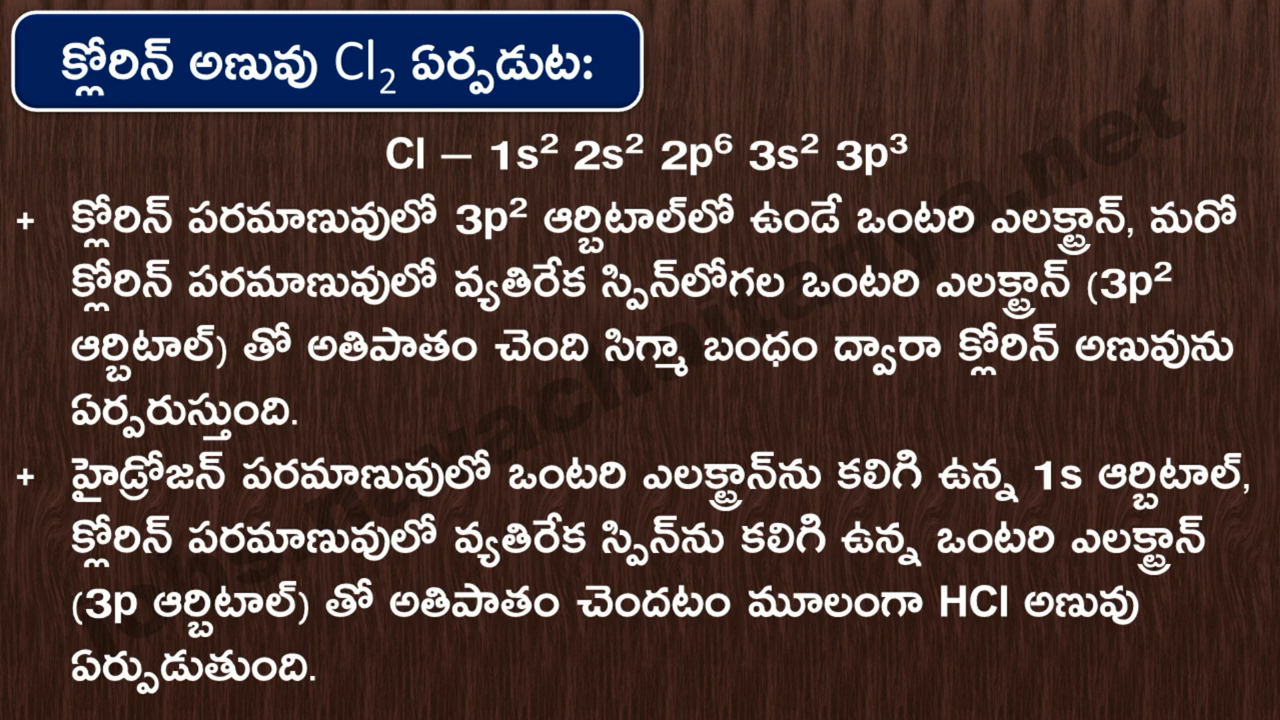 క్లోరిన్ అణువు Cl₂ ఏర్పడుట:
Cl – 1s² 2s² 2p⁶ 3s² 3p³
+ క్లోరిన్ పరమాణువులో 3p² ఆర్బిటాల్‌లో ఉండే ఒంటరి ఎలక్ట్రాన్, మరో
క్లోరిన్ పరమాణువులో వ్యతిరేక స్పిన్‌లోగల ఒంటరి ఎలక్ట్రాన్ (3p²
ఆర్బిటాల్) తో అతిపాతం చెంది సిగ్మా బంధం ద్వారా క్లోరిన్ అణువును
ఏర్పరుస్తుంది.
+ హైడ్రోజన్ పరమాణువులో ఒంటరి ఎలక్ట్రాన్‌ను కలిగి ఉన్న 1s ఆర్బిటాల్,
క్లోరిన్ పరమాణువులో వ్యతిరేక స్పిన్‌ను కలిగి ఉన్న ఒంటరి ఎలక్ట్రాన్
(3p ఆర్బిటాల్) తో అతిపాతం చెందటం మూలంగా HCl అణువు
ఏర్పుడుతుంది.